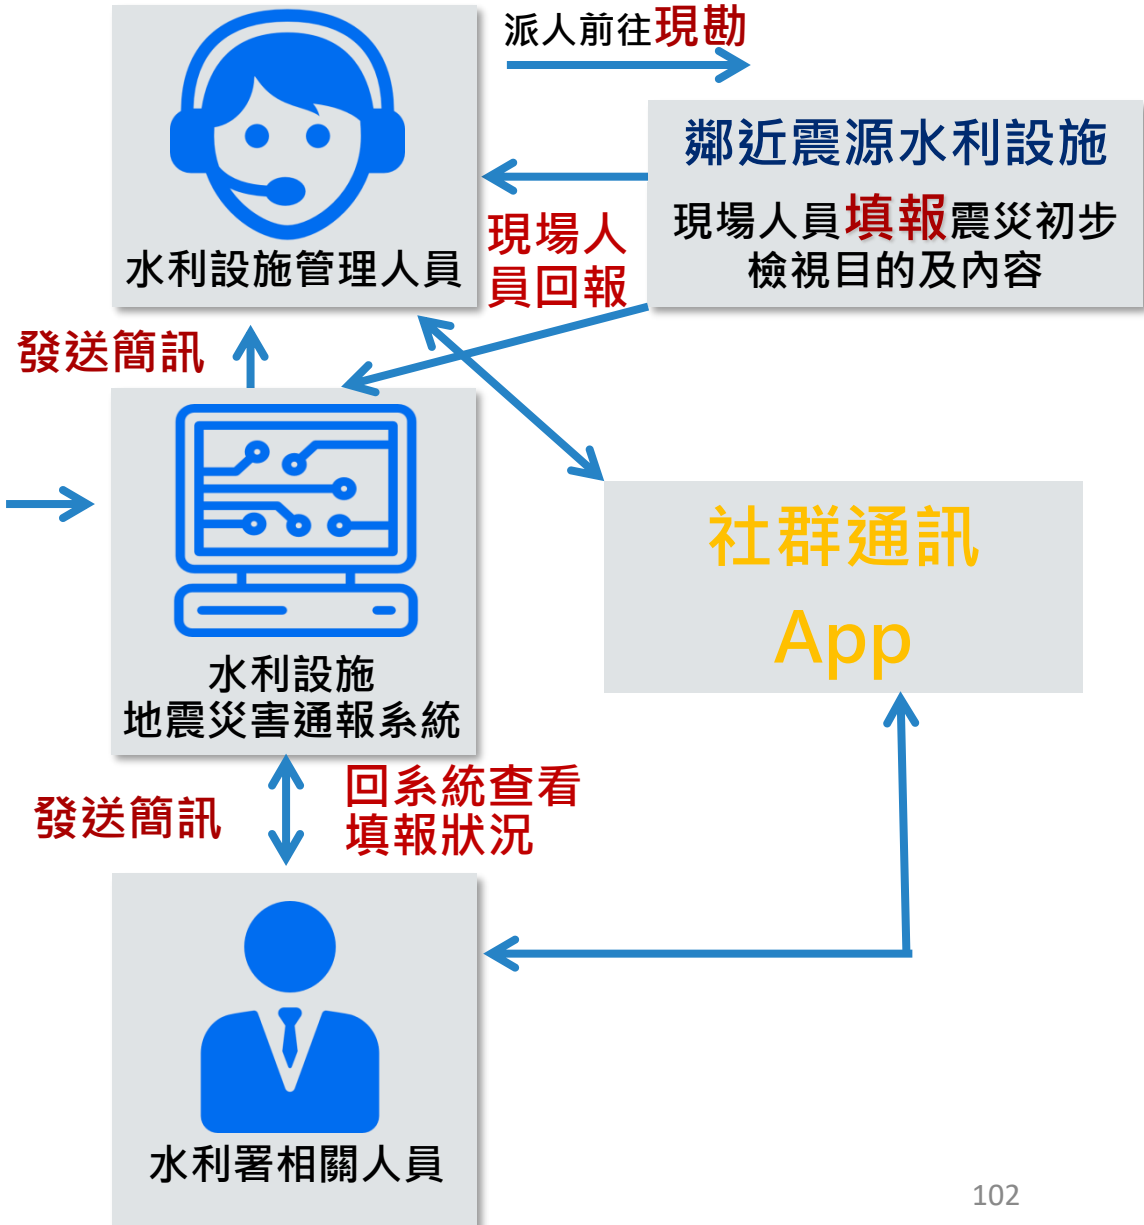 派人前往現勘
鄰近震源水利設施
現場人員填報震災初步
檢視目的及內容
現場人
員回報
水利設施管理人員
發送簡訊
社群通訊
App
水利設施
地震災害通報系統
發送簡訊
回系統查看
填報狀況
水利署相關人員
102